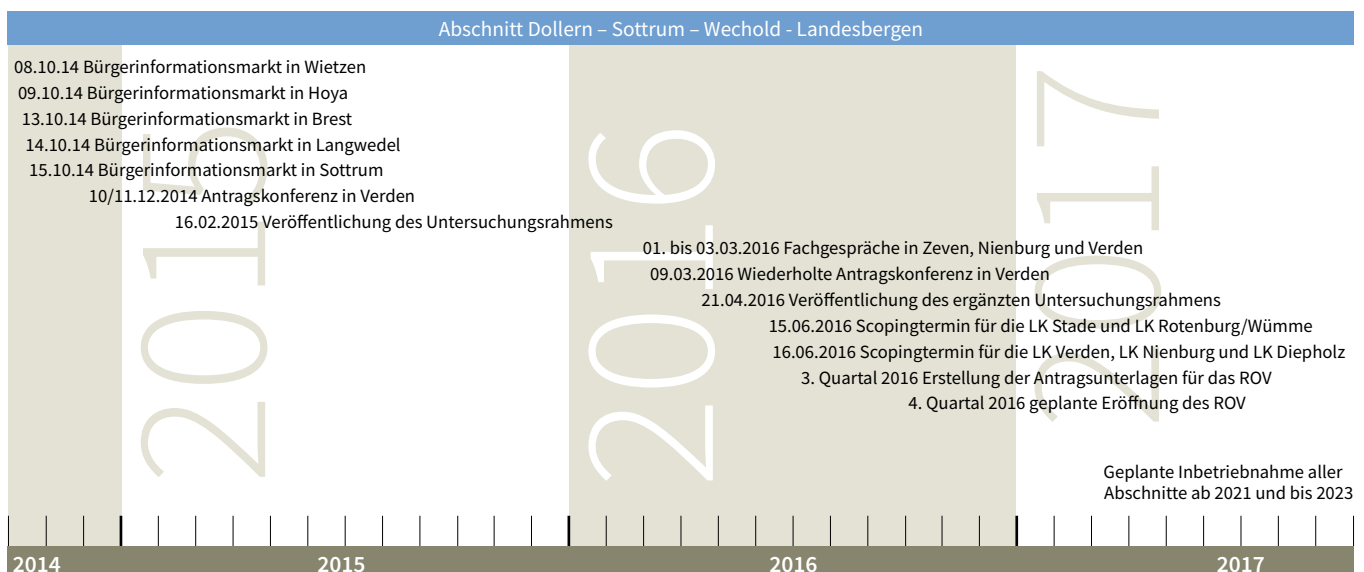 Abschnitt Dollern – Sottrum – Wechold - Landesbergen
08.10.14 Bürgerinformationsmarkt in Wietzen
09.10.14 Bürgerinformationsmarkt in Hoya
13.10.14 Bürgerinformationsmarkt in Brest
14.10.14 Bürgerinformationsmarkt in Langwedel
15.10.14 Bürgerinformationsmarkt in Sottrum
10/11.12.2014 Antragskonferenz in Verden
16.02.2015 Veröffentlichung des Untersuchungsrahmens
01. bis 03.03.2016 Fachgespräche in Zeven, Nienburg und Verden
09.03.2016 Wiederholte Antragskonferenz in Verden
21.04.2016 Veröffentlichung des ergänzten Untersuchungsrahmens
15.06.2016 Scopingtermin für die LK Stade und LK Rotenburg/Wümme
16.06.2016 Scopingtermin für die LK Verden, LK Nienburg und LK Diepholz
3. Quartal 2016 Erstellung der Antragsunterlagen für das ROV
4. Quartal 2016 geplante Eröffnung des ROV
2015
2016
2017
Geplante Inbetriebnahme aller
Abschnitte ab 2021 und bis 2023
2014 2015 2016 2017